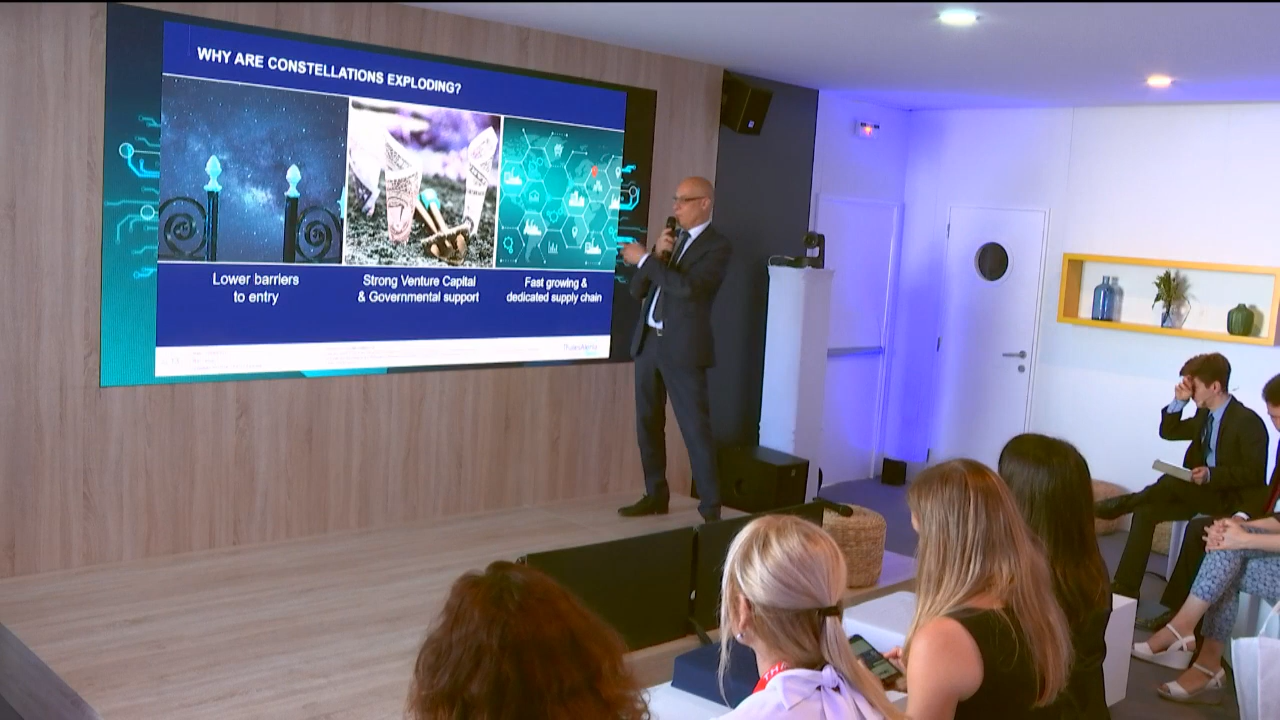 WHY ARE CONSTELLATIONS EXPLODING?
Lower barriers
to entry
Strong Venture Capital
& Governmental support
Fast growing &
dedicated supply chain